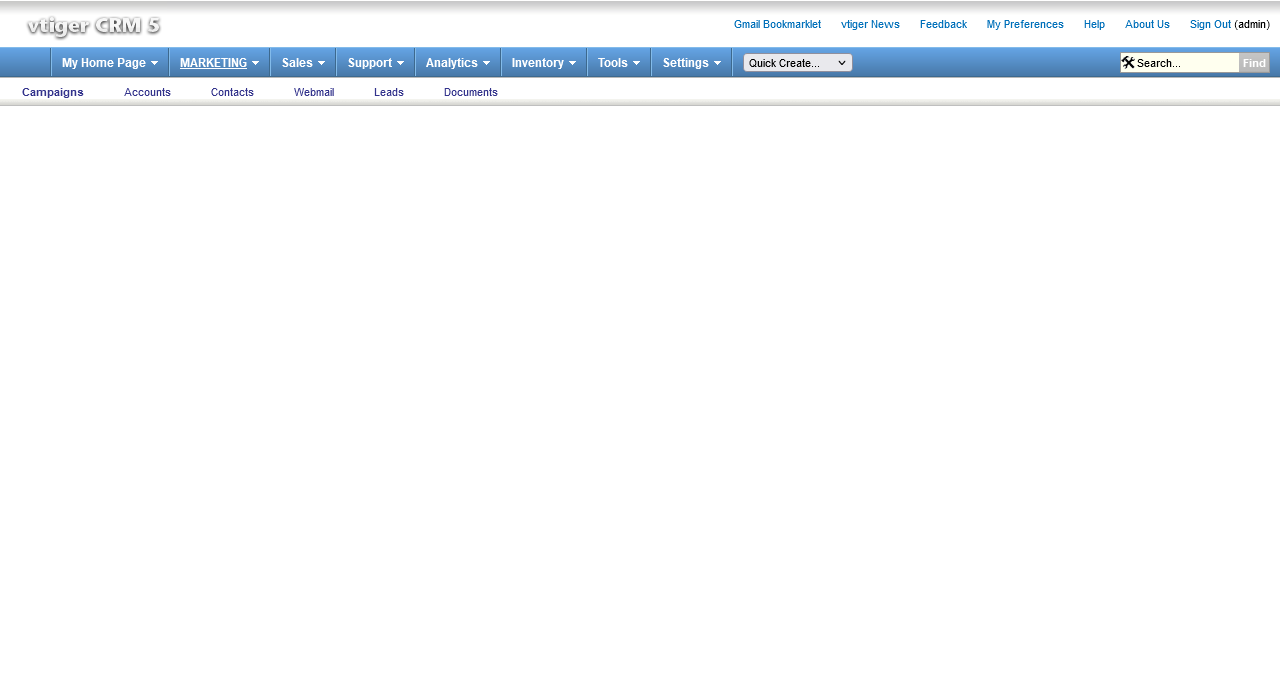 vtiger CRM 5
Gmail Bookmarklet vtiger News Feedback My Preferences Help About Us Sign Out (admin)
My Home Page MARKETING Sales Support Analytics Inventory Tools Settings Quick Create... Search... Find
Campaigns Accounts Contacts Webmail Leads Documents